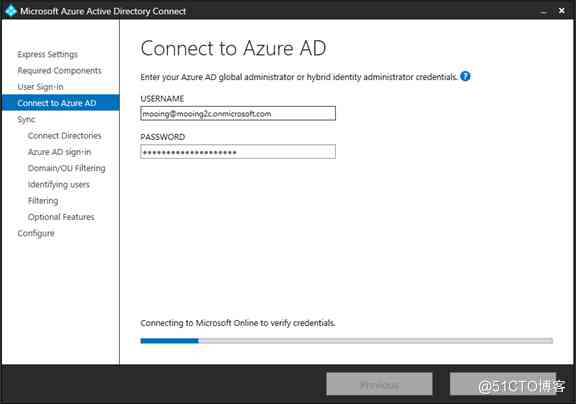 Microsoft Azure Active Directory Connect
Express Settings
Required Components
User Sign-In
Connect to Azure AD
Sync
Connect Directories
Azure AD sign-in
Domain/OU Filtering
Identifying users
Filtering
Optional Features
Configure
Connect to Azure AD
Enter your Azure AD global administrator or hybrid identity administrator credentials. ?
USERNAME
mooing@mooing2c.onmicrosoft.com
PASSWORD
••••••••••••••••••••
Connecting to Microsoft Online to verify credentials.
Previous
@51CTO博客